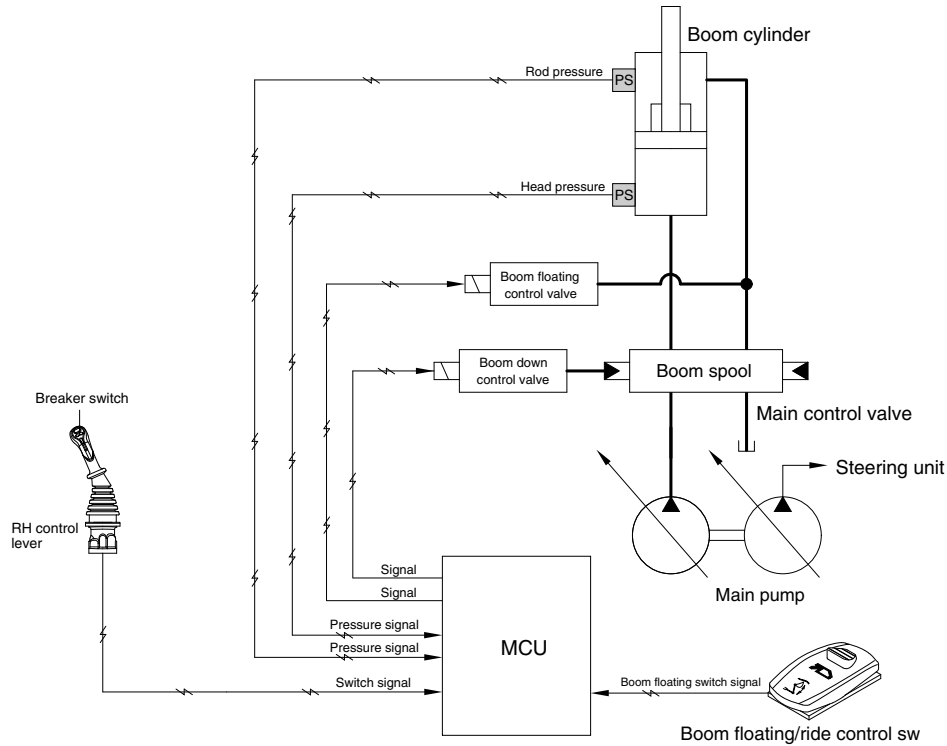 Boom cylinder
Rod pressure
PS
Head pressure
PS
Boom floating
control valve
Boom down
control valve
Boom spool
Breaker switch
Main control valve
Steering unit
RH control
lever
Signal
Signal
Main pump
Pressure signal
Pressure signal
MCU
Switch signal
Boom floating switch signal
Boom floating/ride control sw